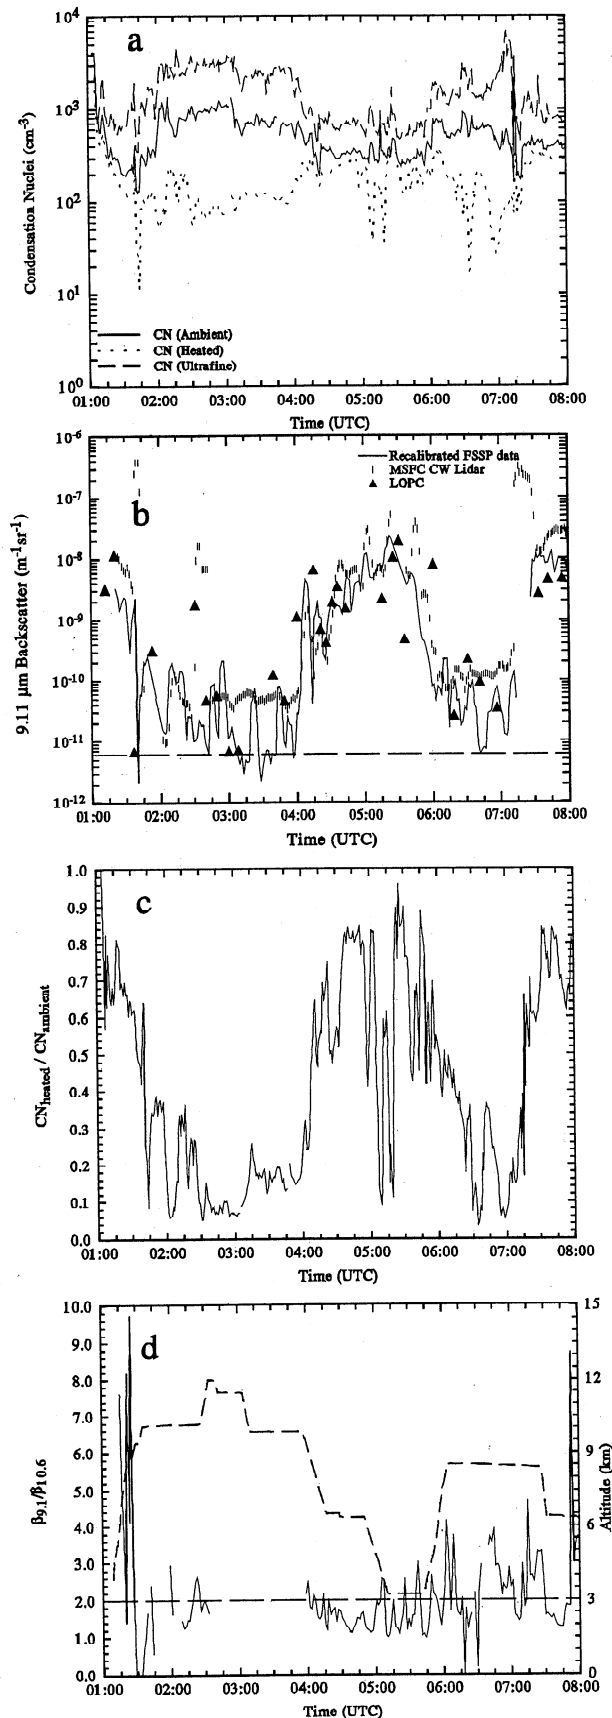 a
Condensation Nuclei (cm-3)
10^4
10^3
10^2
10^1
10^0
CN (Ambient)
CN (Heated)
CN (Ultrafine)
01:00 02:00 03:00 04:00 05:00 06:00 07:00 08:00
Time (UTC)
b
9.11 µm Backscatter (m-1sr-1)
10^-6
10^-7
10^-8
10^-9
10^-10
10^-11
10^-12
Recalibrated FSSP data
MSFC CW Lidar
LOPC
01:00 02:00 03:00 04:00 05:00 06:00 07:00 08:00
Time (UTC)
c
CNheated / CNambient
1.0
0.9
0.8
0.7
0.6
0.5
0.4
0.3
0.2
0.1
0.0
01:00 02:00 03:00 04:00 05:00 06:00 07:00 08:00
Time (UTC)
d
β9.1/β10.6
10.0
9.0
8.0
7.0
6.0
5.0
4.0
3.0
2.0
1.0
0.0
15
12
9
6
3
0
Altitude (km)
01:00 02:00 03:00 04:00 05:00 06:00 07:00 08:00
Time (UTC)